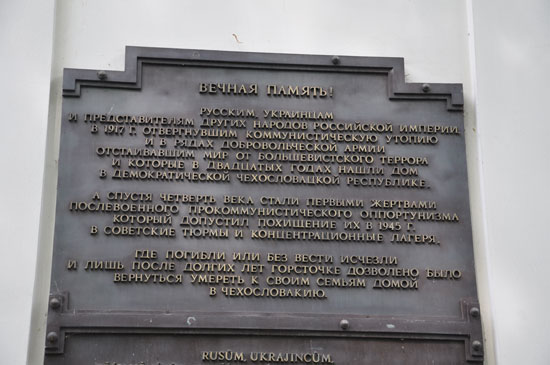 ВЕЧНАЯ ПАМЯТЬ!
РУССКИМ, УКРАИНЦАМ
И ПРЕДСТАВИТЕЛЯМ ДРУГИХ НАРОДОВ РОССИЙСКОЙ ИМПЕРИИ,
В 1917 Г. ОТВЕРГНУВШИМ КОММУНИСТИЧЕСКУЮ УТОПИЮ
И В РЯДАХ ДОБРОВОЛЬЧЕСКОЙ АРМИИ
ОТСТАИВАВШИМ МИР ОТ БОЛЬШЕВИСТСКОГО ТЕРРОРА
И КОТОРЫЕ В ДВАДЦАТЫХ ГОДАХ НАШЛИ ДОМ
В ДЕМОКРАТИЧЕСКОЙ ЧЕХОСЛОВАЦКОЙ РЕСПУБЛИКЕ.
А СПУСТЯ ЧЕТВЕРТЬ ВЕКА СТАЛИ ПЕРВЫМИ ЖЕРТВАМИ
ПОСЛЕВОЕННОГО ПРОКОММУНИСТИЧЕСКОГО ОППОРТУНИЗМА
КОТОРЫЙ ДОПУСТИЛ ПОХИЩЕНИЕ ИХ В 1945 Г.
В СОВЕТСКИЕ ТЮРМЫ И КОНЦЕНТРАЦИОННЫЕ ЛАГЕРЯ,
ГДЕ ПОГИБЛИ ИЛИ БЕЗ ВЕСТИ ИСЧЕЗЛИ
И ЛИШЬ ПОСЛЕ ДОЛГИХ ЛЕТ ГОРСТОЧКЕ ДОЗВОЛЕНО БЫЛО
ВЕРНУТЬСЯ УМЕРЕТЬ К СВОИМ СЕМЬЯМ ДОМОЙ
В ЧЕХОСЛОВАКИЮ.
RUSŮM, UKRAJINCŮM,